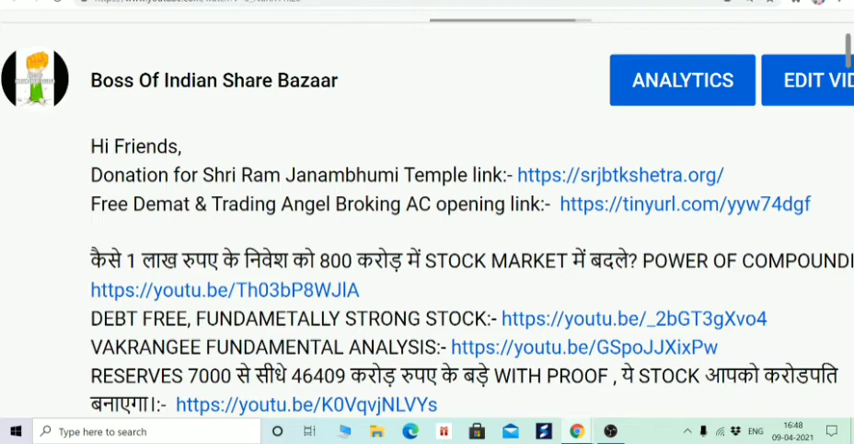 Boss Of Indian Share Bazaar
ANALYTICS
EDIT VID
Hi Friends,
Donation for Shri Ram Janambhumi Temple link:- https://srjbtkshetra.org/
Free Demat & Trading Angel Broking AC opening link:- https://tinyurl.com/yyw74dgf
कैसे 1 लाख रुपए के निवेश को 800 करोड़ में STOCK MARKET में बदले? POWER OF COMPOUNDI
https://youtu.be/Th03bP8WJlA
DEBT FREE, FUNDAMETALLY STRONG STOCK:- https://youtu.be/_2bGT3gXvo4
VAKRANGEE FUNDAMENTAL ANALYSIS:- https://youtu.be/GSpoJJXixPw
RESERVES 7000 से सीधे 46409 करोड़ रुपए के बड़े WITH PROOF , ये STOCK आपको करोडपति
बनाएगा।:- https://youtu.be/K0VqvjNLVYs
Type here to search
ENG
16:48
09-04-2021